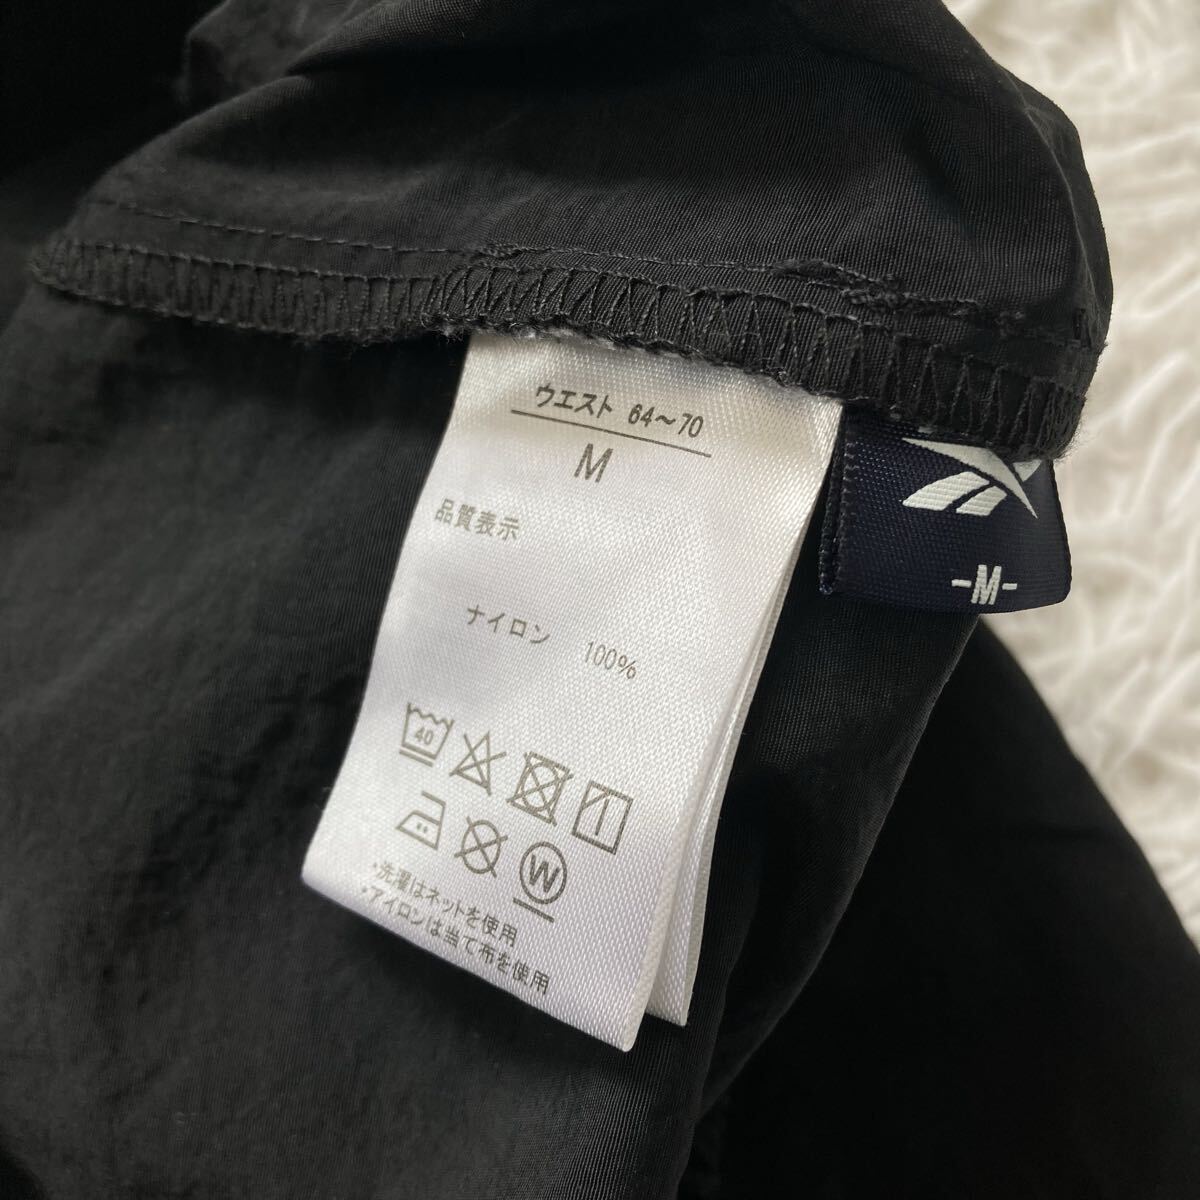 ウエスト 64～70
M
品質表示
ナイロン 100%
40
W
・洗濯はネットを使用
・アイロンは当て布を使用
-M-